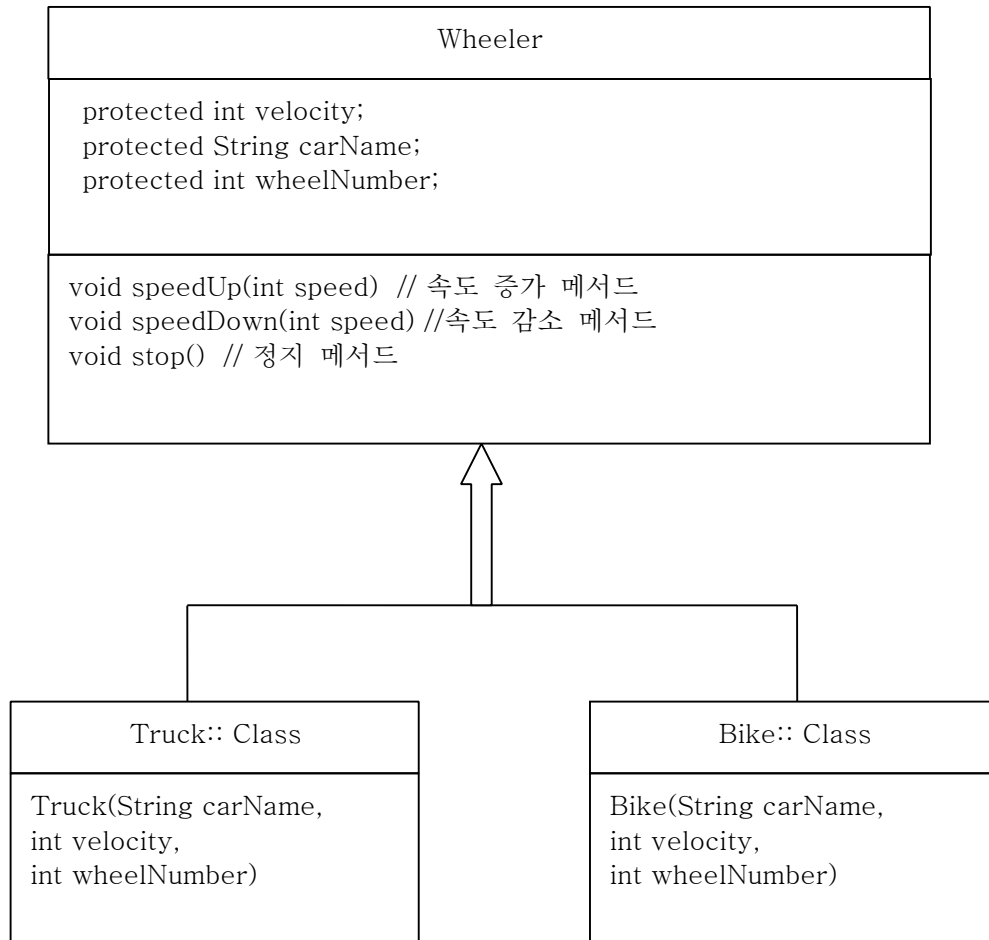 Wheeler
protected int velocity;
protected String carName;
protected int wheelNumber;
void speedUp(int speed) // 속도 증가 메서드
void speedDown(int speed) //속도 감소 메서드
void stop() // 정지 메서드
Truck:: Class
Truck(String carName,
int velocity,
int wheelNumber)
Bike:: Class
Bike(String carName,
int velocity,
int wheelNumber)